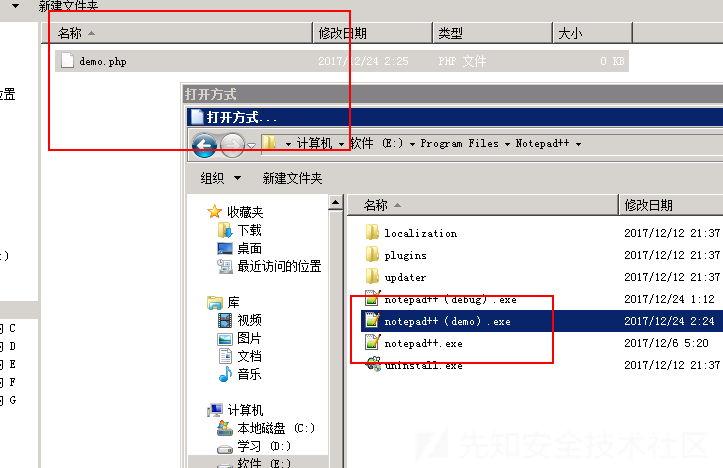 新建文件夹
名称 修改日期 类型 大小
demo.php 2017/12/24 2:25 PHP 文件 0 KB
位置
打开方式
打开方式...
计算机 软件 (E:) Program Files Notepad++
组织 新建文件夹
名称 修改日期
收藏夹
下载
桌面
最近访问的位置
库
视频
图片
文档
音乐
计算机
本地磁盘 (C:)
学习 (D:)
软件 (E:)
localization 2017/12/12 21:37
plugins 2017/12/12 21:37
updater 2017/12/12 21:37
notepad++（debug）.exe 2017/12/24 1:12
notepad++（demo）.exe 2017/12/24 2:24
notepad++.exe 2017/12/6 5:20
uninstall.exe 2017/12/12 21:37
:)
C
D
E
F
G
先知安全技术社区